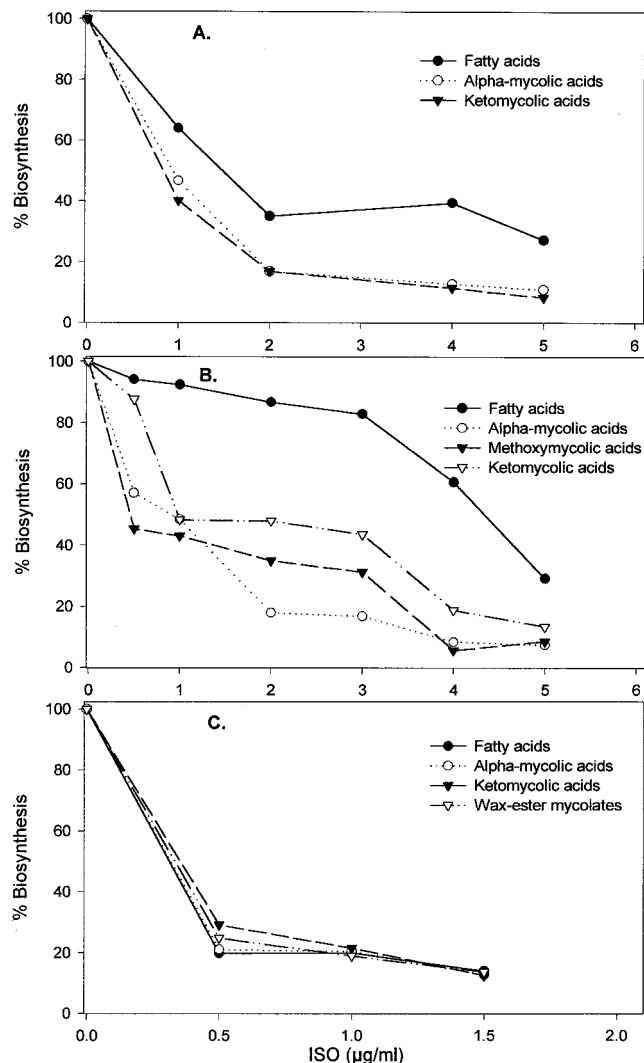 A.
Fatty acids
Alpha-mycolic acids
Ketomycolic acids
% Biosynthesis
100
80
60
40
20
0
0 1 2 3 4 5 6
B.
Fatty acids
Alpha-mycolic acids
Methoxymycolic acids
Ketomycolic acids
% Biosynthesis
100
80
60
40
20
0
0 1 2 3 4 5 6
C.
Fatty acids
Alpha-mycolic acids
Ketomycolic acids
Wax-ester mycolates
% Biosynthesis
100
80
60
40
20
0
0.0 0.5 1.0 1.5 2.0
ISO (μg/ml)